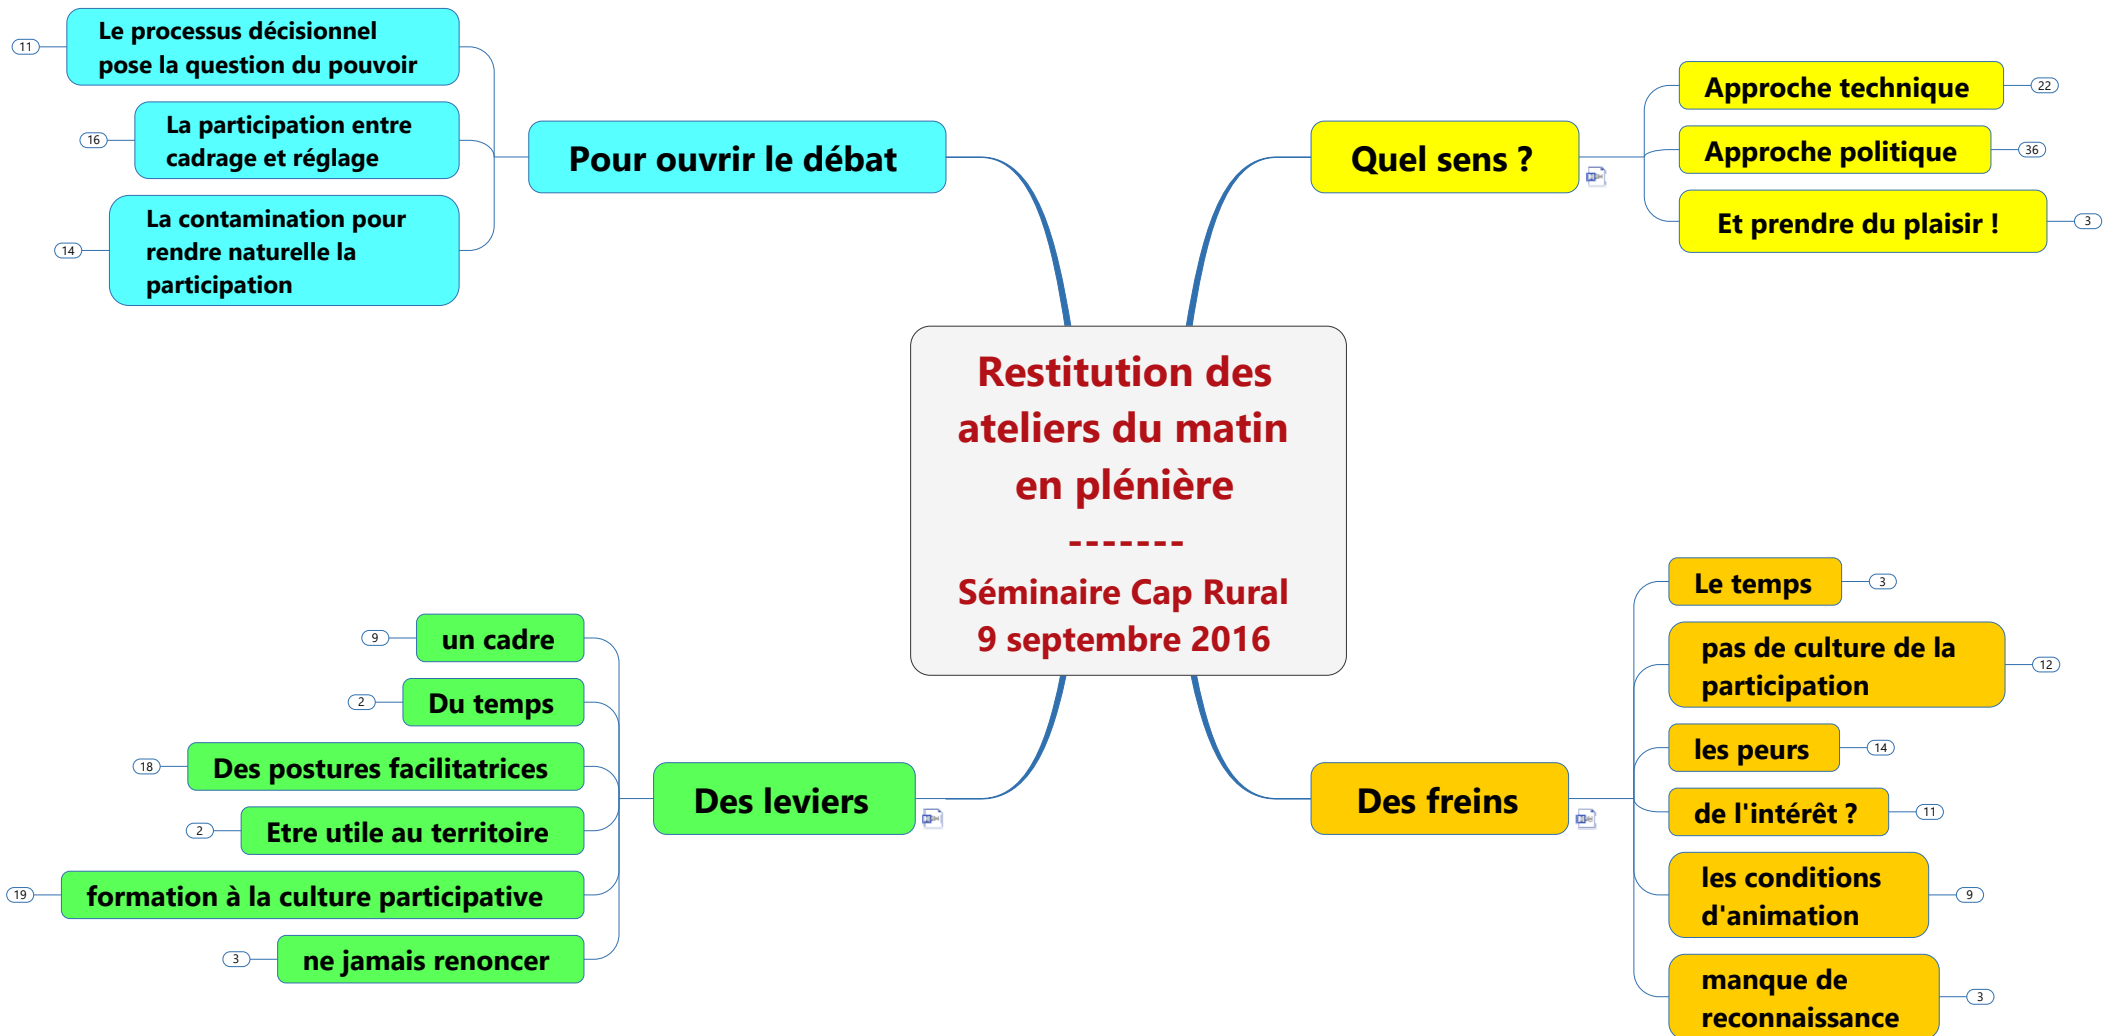 Restitution des
ateliers du matin
en plénière
-------
Séminaire Cap Rural
9 septembre 2016
Quel sens ?
Approche technique
22
Approche politique
36
Et prendre du plaisir !
3
Des freins
Le temps
3
pas de culture de la
participation
12
les peurs
14
de l'intérêt ?
11
les conditions
d'animation
9
manque de
reconnaissance
3
Pour ouvrir le débat
Le processus décisionnel
pose la question du pouvoir
11
La participation entre
cadrage et réglage
16
La contamination pour
rendre naturelle la
participation
14
Des leviers
un cadre
9
Du temps
2
Des postures facilitatrices
18
Etre utile au territoire
2
formation à la culture participative
19
ne jamais renoncer
3